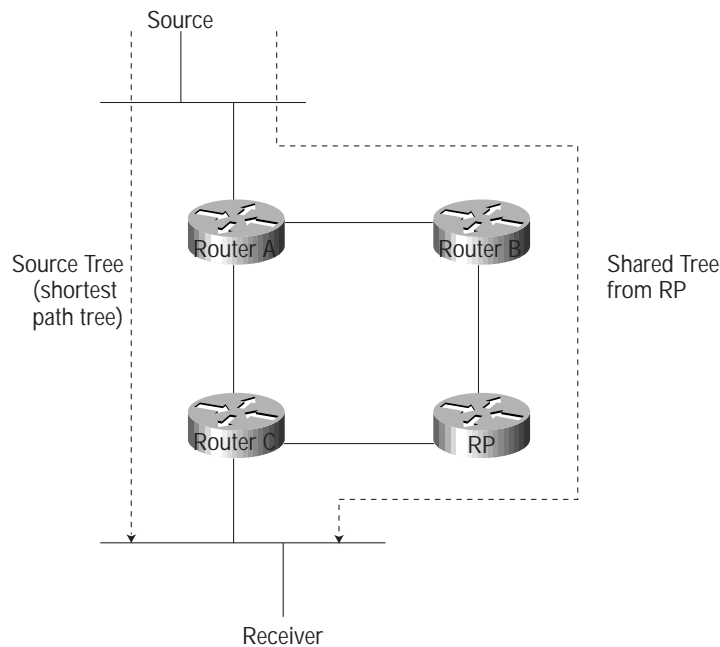 Source
Router A
Router B
Source Tree
(shortest
path tree)
Shared Tree
from RP
Router C
RP
Receiver